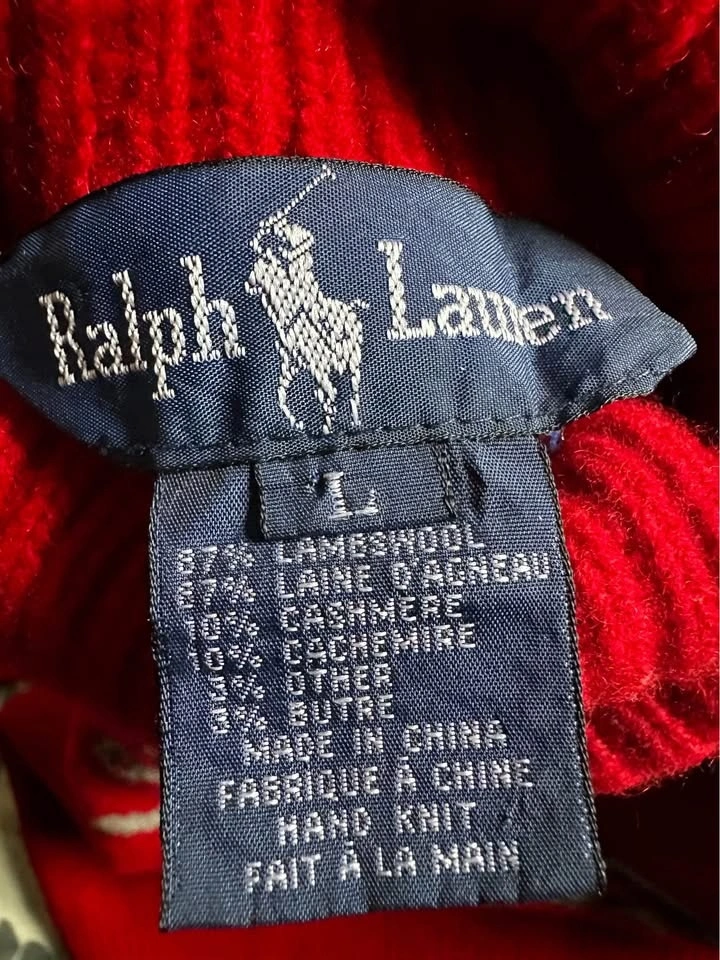 Ralph Lauren
L
87% LAMBSWOOL
87% LAINE D'AGNEAU
10% CASHMERE
10% CACHEMIRE
3% OTHER
3% AUTRE
MADE IN CHINA
FABRIQUE À CHINE
HAND KNIT
FAIT À LA MAIN